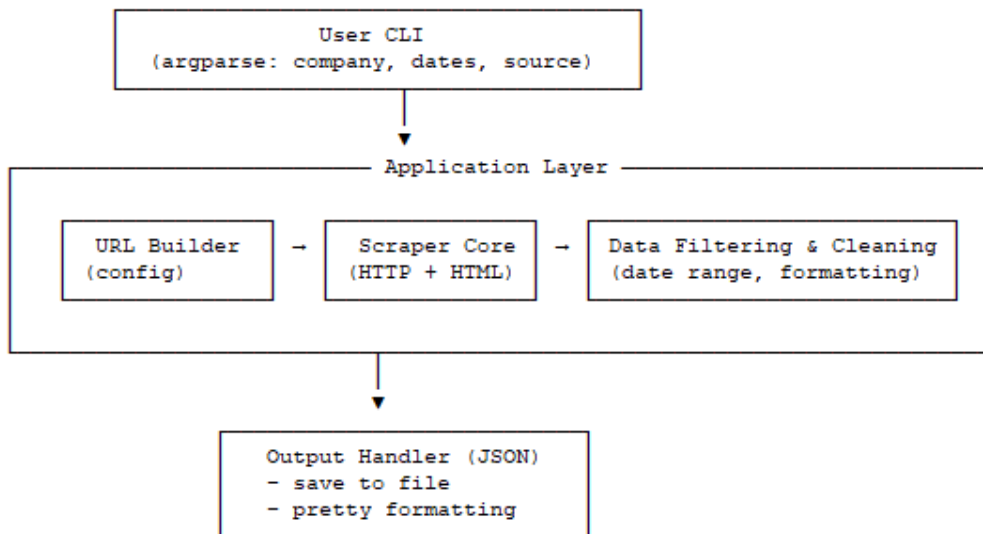 User CLI
(argparse: company, dates, source)
Application Layer
URL Builder → Scraper Core → Data Filtering & Cleaning
(config) (HTTP + HTML) (date range, formatting)
Output Handler (JSON)
- save to file
- pretty formatting